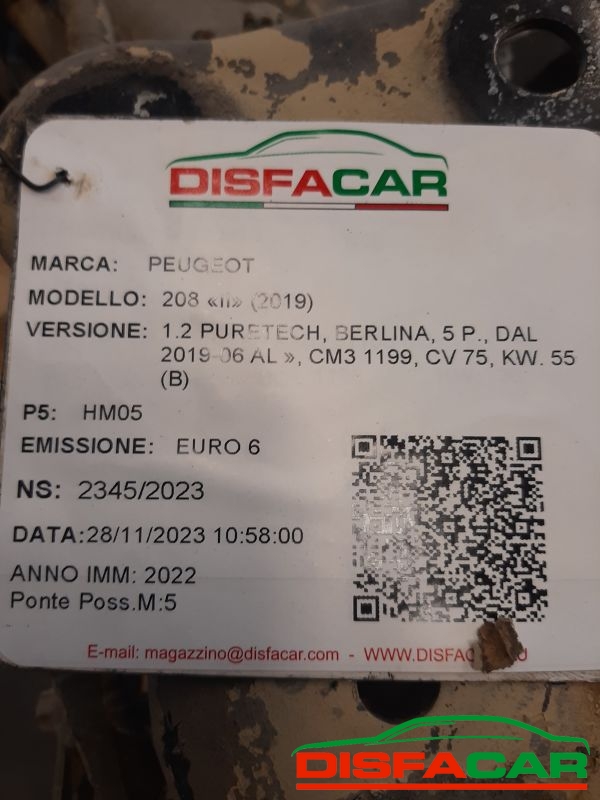 DISFACAR
MARCA: PEUGEOT
MODELLO: 208 «II» (2019)
VERSIONE: 1.2 PURETECH, BERLINA, 5 P., DAL
2019-06 AL », CM3 1199, CV 75, KW. 55
(B)
P5: HM05
EMISSIONE: EURO 6
NS: 2345/2023
DATA:28/11/2023 10:58:00
ANNO IMM: 2022
Ponte Poss.M:5
E-mail: magazzino@disfacar.com -
DISFACAR